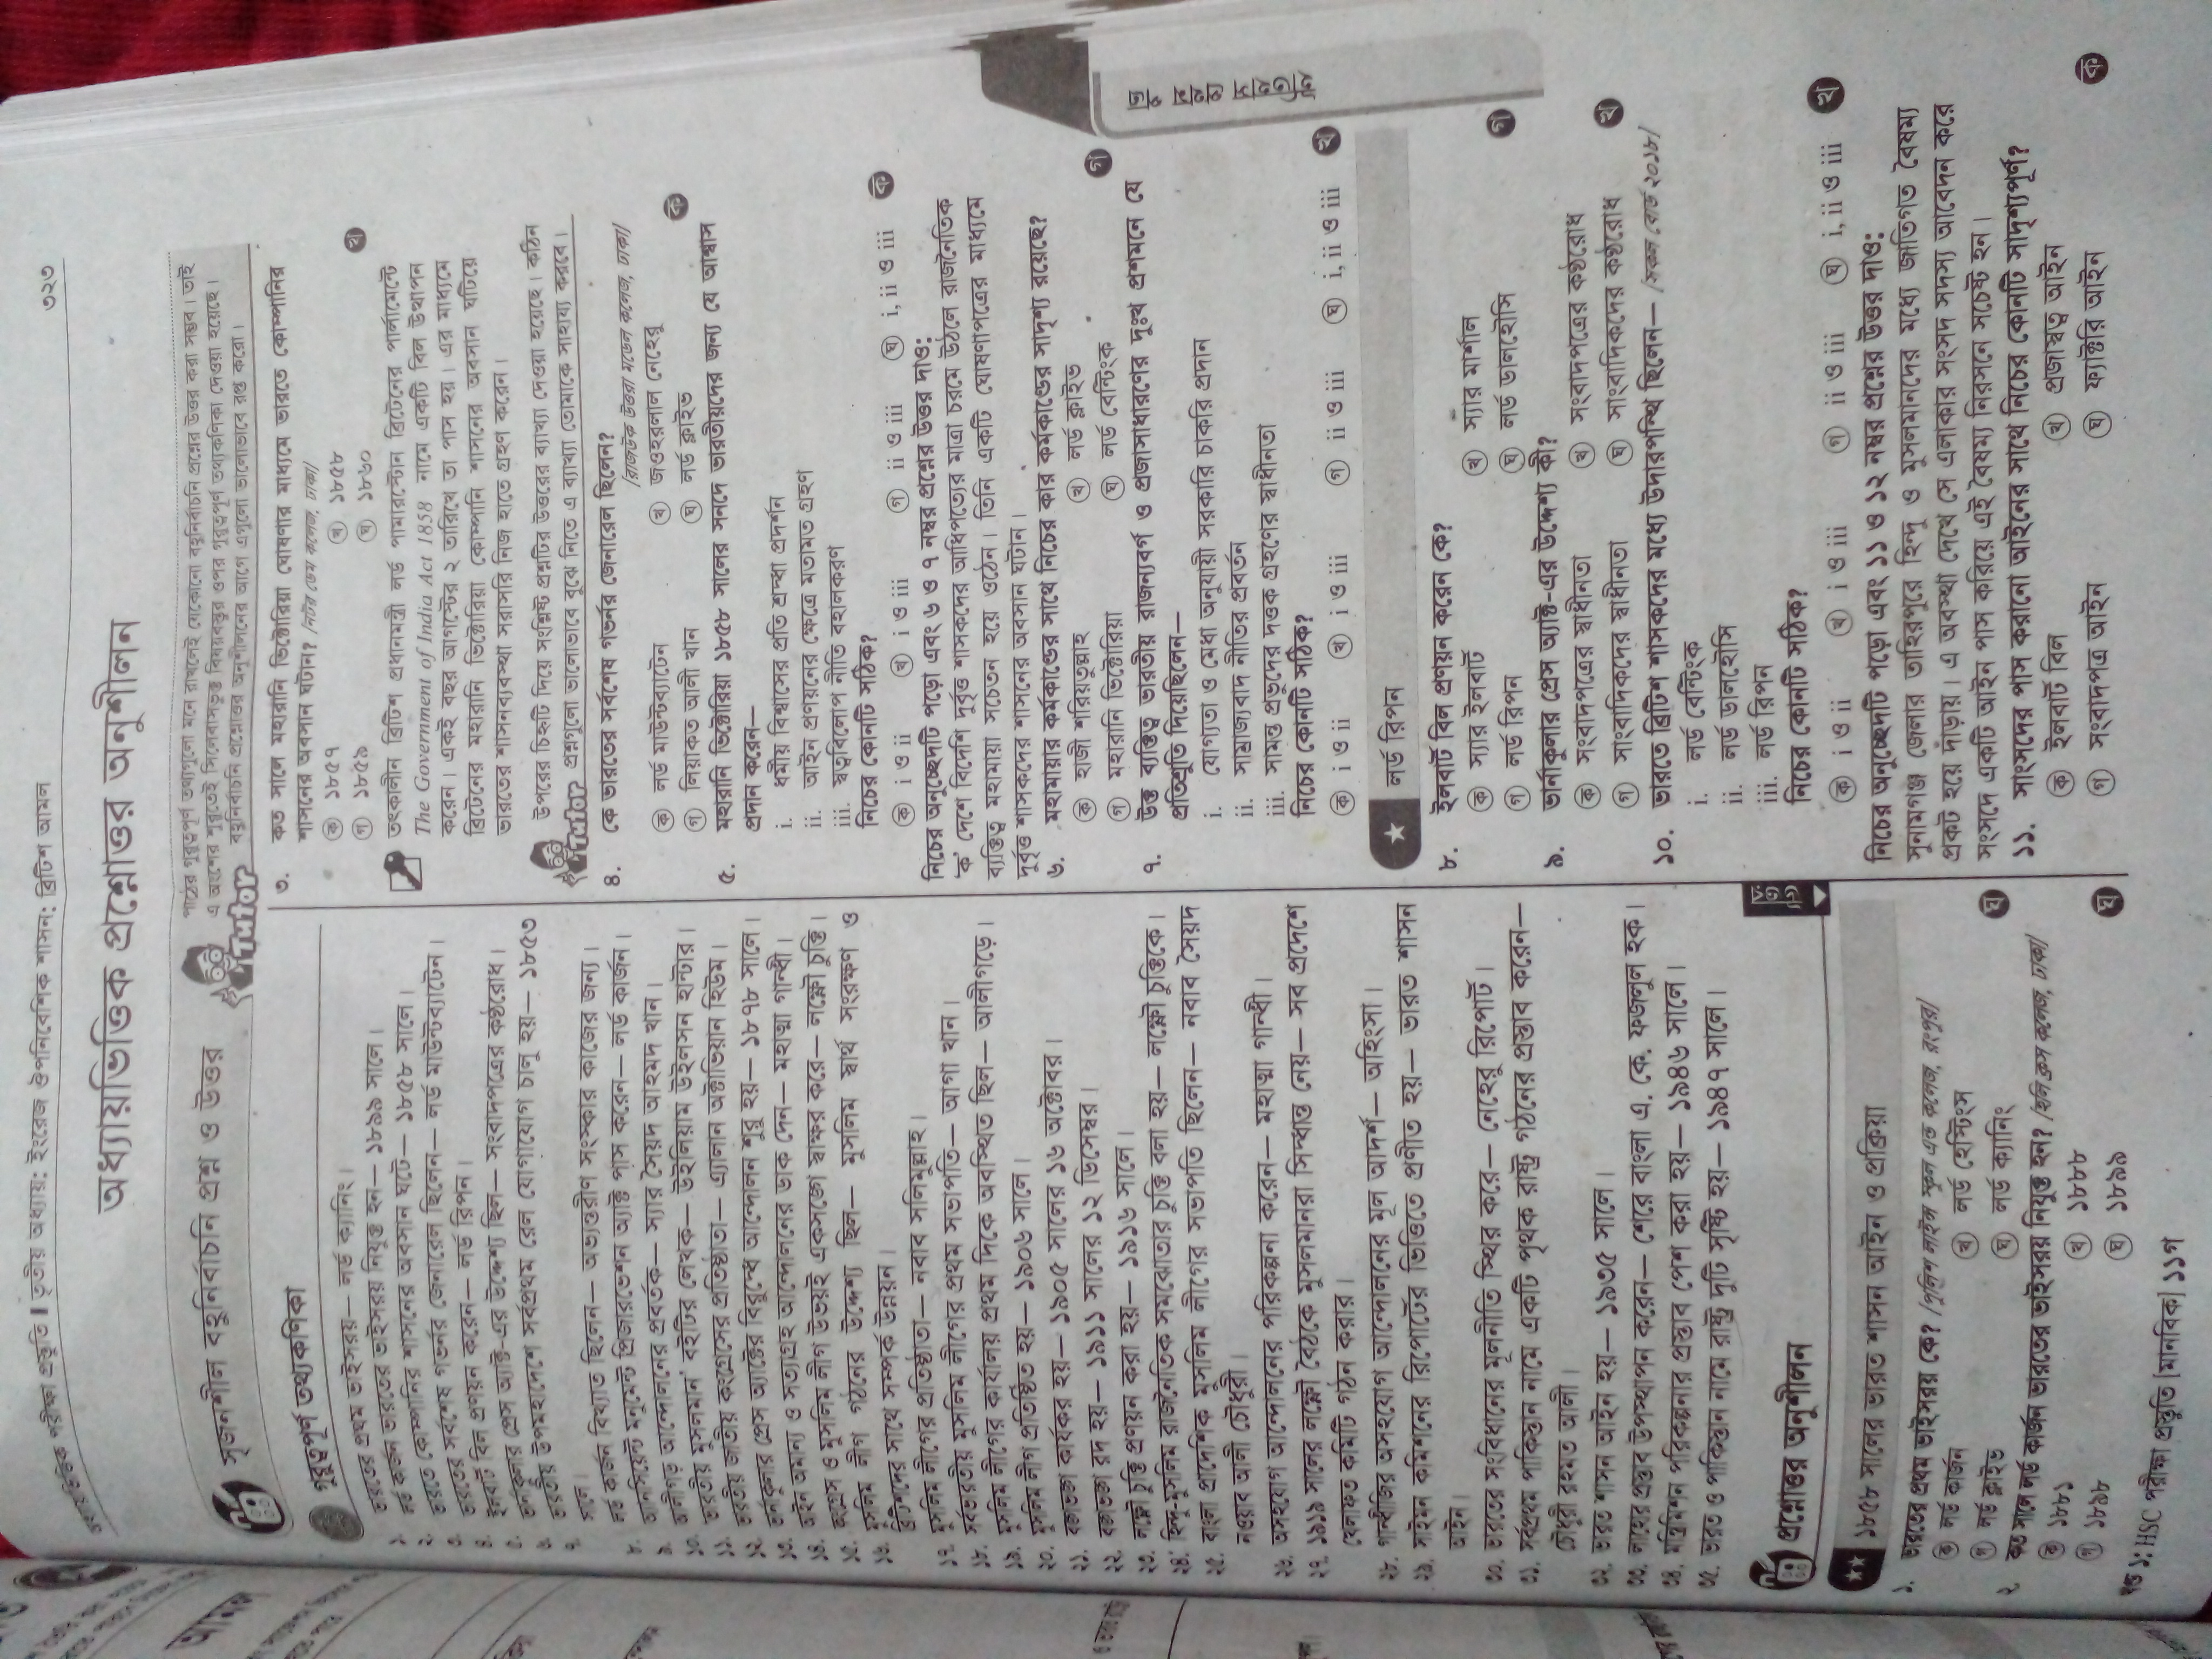 অধ্যায়ভিত্তিক পরীক্ষা প্রস্তুতি । তৃতীয় অধ্যায়: ইংরেজ ঔপনিবেশিক শাসন: ব্রিটিশ আমল
৩২৩
অধ্যায়ভিত্তিক প্রশ্নোত্তর অনুশীলন
সৃজনশীল বহুনির্বাচনি প্রশ্ন ও উত্তর
Tutor
পাঠের গুরুত্বপূর্ণ তথ্যগুলো মনে রাখলেই যেকোনো বহুনির্বাচনি প্রশ্নের উত্তর করা সম্ভব। তাই
এ অংশের শুরুতেই সিলেবাসভুক্ত বিষয়বস্তুর ওপর গুরুত্বপূর্ণ তথ্যকণিকা দেওয়া হয়েছে।
বহুনির্বাচনি প্রশ্নোত্তর অনুশীলনের আগে এগুলো ভালোভাবে রপ্ত করো।
গুরুত্বপূর্ণ তথ্যকণিকা
১. ভারতের প্রথম ভাইসরয়— লর্ড ক্যানিং।
২. লর্ড কার্জন ভারতের ভাইসরয় নিযুক্ত হন— ১৮৯৯ সালে।
৩. ভারতে কোম্পানির শাসনের অবসান ঘটে— ১৮৫৮ সালে।
৪. ভারতের সর্বশেষ গভর্নর জেনারেল ছিলেন— লর্ড মাউন্টব্যাটেন।
৫. ইলবার্ট বিল প্রণয়ন করেন— লর্ড রিপন।
৬. ভার্নাকুলার প্রেস অ্যাক্ট-এর উদ্দেশ্য ছিল— সংবাদপত্রের কণ্ঠরোধ।
৭. ভারতীয় উপমহাদেশে সর্বপ্রথম রেল যোগাযোগ চালু হয়— ১৮৫৩
সালে।
৮. লর্ড কার্জন বিখ্যাত ছিলেন— অভ্যন্তরীণ সংস্কার কাজের জন্য।
৯. আনসিয়েন্ট মনুমেন্ট প্রিজারভেশন অ্যাক্ট পাস করেন— লর্ড কার্জন।
১০. আলীগড় আন্দোলনের প্রবর্তক— স্যার সৈয়দ আহমদ খান।
১১. ভারতীয় মুসলমান' বইটির লেখক— উইলিয়াম উইলসন হান্টার।
১২. ভারতীয় জাতীয় কংগ্রেসের প্রতিষ্ঠাতা— এ্যালান অক্টাভিয়ান হিউম।
১৩. ভার্নাকুলার প্রেস অ্যাক্টের বিরুদ্ধে আন্দোলন শুরু হয়— ১৮৭৮ সালে।
১৪. আইন অমান্য ও সত্যাগ্রহ আন্দোলনের ডাক দেন— মহাত্মা গান্ধী।
১৫. কংগ্রেস ও মুসলিম লীগ উভয়ই একসঙ্গে স্বাক্ষর করে— লক্ষ্ণৌ চুক্তি।
১৬. মুসলিম লীগ গঠনের উদ্দেশ্য ছিল— মুসলিম স্বার্থ সংরক্ষণ ও
ব্রিটিশদের সাথে সম্পর্ক উন্নয়ন।
১৭. মুসলিম লীগের প্রতিষ্ঠাতা— নবাব সলিমুল্লাহ।
১৮. সর্বভারতীয় মুসলিম লীগের প্রথম সভাপতি— আগা খান।
১৯. মুসলিম লীগের কার্যালয় প্রথম দিকে অবস্থিত ছিল— আলীগড়ে।
২০. মুসলিম লীগ প্রতিষ্ঠিত হয়— ১৯০৬ সালে।
২১. বঙ্গভঙ্গ কার্যকর হয়— ১৯০৫ সালের ১৬ অক্টোবর।
২২. বঙ্গভঙ্গ রদ হয়— ১৯১১ সালের ১২ ডিসেম্বর।
২৩. লক্ষ্ণৌ চুক্তি প্রণয়ন করা হয়— ১৯১৬ সালে।
২৪. হিন্দু-মুসলিম রাজনৈতিক সমঝোতার চুক্তি বলা হয়— লক্ষ্ণৌ চুক্তিকে।
২৫. বাংলা প্রাদেশিক মুসলিম লীগের সভাপতি ছিলেন— নবাব সৈয়দ
নওয়াব আলী চৌধুরী।
২৬. অসহযোগ আন্দোলনের পরিকল্পনা করেন— মহাত্মা গান্ধী।
২৭. ১৯১৯ সালের লক্ষ্ণৌ বৈঠকে মুসলমানরা সিদ্ধান্ত নেয়— সব প্রদেশে
খেলাফত কমিটি গঠন করার।
২৮. গান্ধীজির অসহযোগ আন্দোলনের মূল আদর্শ— অহিংসা।
২৯. সাইমন কমিশনের রিপোর্টের ভিত্তিতে প্রণীত হয়— ভারত শাসন
আইন।
৩০. ভারতের সংবিধানের মূলনীতি স্থির করে— নেহেরু রিপোর্ট।
৩১. সর্বপ্রথম পাকিস্তান নামে একটি পৃথক রাষ্ট্র গঠনের প্রস্তাব করেন—
চৌধুরী রহমত আলী।
৩২. ভারত শাসন আইন হয়— ১৯৩৫ সালে।
৩৩. লাহোর প্রস্তাব উপস্থাপন করেন— শেরে বাংলা এ. কে. ফজলুল হক।
৩৪. মন্ত্রিমিশন পরিকল্পনার প্রস্তাব পেশ করা হয়— ১৯৪৬ সালে।
৩৫. ভারত ও পাকিস্তান নামে রাষ্ট্র দুটি সৃষ্টি হয়— ১৯৪৭ সালে।
প্রশ্নোত্তর অনুশীলন
উত্তর
১৮৫৮ সালের ভারত শাসন আইন ও প্রক্রিয়া
১. ভারতের প্রথম ভাইসরয় কে? [পুলিশ লাইন্স স্কুল এন্ড কলেজ, রংপুর]
ক লর্ড কার্জন খ লর্ড হেস্টিংস
গ লর্ড ক্লাইভ ঘ লর্ড ক্যানিং ঘ
২. কত সালে লর্ড কার্জন ভারতের ভাইসরয় নিযুক্ত হন? [হলি ক্রস কলেজ, ঢাকা]
ক ১৮৮১ খ ১৮৮৮
গ ১৮৯৮ ঘ ১৮৯৯ ঘ
১: HSC পরীক্ষা প্রস্তুতি [মানবিক] ১১গ
৩. কত সালে মহারানি ভিক্টোরিয়া ঘোষণার মাধ্যমে ভারতে কোম্পানির
শাসনের অবসান ঘটান? [নটর ডেম কলেজ, ঢাকা]
ক ১৮৫৭ খ ১৮৫৮
গ ১৮৫৯ ঘ ১৮৬০ খ
তৎকালীন ব্রিটিশ প্রধানমন্ত্রী লর্ড পামারস্টোন ব্রিটেনের পার্লামেন্টে
The Government of India Act 1858 নামে একটি বিল উত্থাপন
করেন। একই বছর আগস্টের ২ তারিখে তা পাস হয়। এর মাধ্যমে
ব্রিটেনের মহারানি ভিক্টোরিয়া কোম্পানি শাসনের অবসান ঘটিয়ে
ভারতের শাসনব্যবস্থা সরাসরি নিজ হাতে গ্রহণ করেন।
Tutor
উপরের চিহ্নটি দিয়ে সংশ্লিষ্ট প্রশ্নটির উত্তরের ব্যাখ্যা দেওয়া হয়েছে। কঠিন
প্রশ্নগুলো ভালোভাবে বুঝে নিতে এ ব্যাখ্যা তোমাকে সাহায্য করবে।
৪. কে ভারতের সর্বশেষ গভর্নর জেনারেল ছিলেন?
[রাজউক উত্তরা মডেল কলেজ, ঢাকা]
ক লর্ড মাউন্টব্যাটেন খ জওহরলাল নেহেরু
গ লিয়াকত আলী খান ঘ লর্ড ক্লাইভ ক
৫. মহারানি ভিক্টোরিয়া ১৮৫৮ সালের সনদে ভারতীয়দের জন্য যে আশ্বাস
প্রদান করেন—
i. ধর্মীয় বিশ্বাসের প্রতি শ্রদ্ধা প্রদর্শন
ii. আইন প্রণয়নের ক্ষেত্রে মতামত গ্রহণ
iii. স্বত্ববিলোপ নীতি বহালকরণ
নিচের কোনটি সঠিক?
ক i ও ii খ i ও iii গ ii ও iii ঘ i, ii ও iii ক
নিচের অনুচ্ছেদটি পড়ো এবং ৬ ও ৭ নম্বর প্রশ্নের উত্তর দাও:
'ক' দেশে বিদেশি দুর্বৃত্ত শাসকদের আধিপত্যের মাত্রা চরমে উঠলে রাজনৈতিক
ব্যক্তিত্ব মহামায়া সচেতন হয়ে ওঠেন। তিনি একটি ঘোষণাপত্রের মাধ্যমে
দুর্বৃত্ত শাসকদের শাসনের অবসান ঘটান।
৬. মহামায়ার কর্মকাণ্ডের সাথে নিচের কার কর্মকাণ্ডের সাদৃশ্য রয়েছে?
ক হাজী শরিয়তুল্লাহ খ লর্ড ক্লাইভ
গ মহারানি ভিক্টোরিয়া ঘ লর্ড বেন্টিংক গ
৭. উক্ত ব্যক্তিত্ব ভারতীয় রাজন্যবর্গ ও প্রজাসাধারণের দুঃখ প্রশমনে যে
প্রতিশ্রুতি দিয়েছিলেন—
i. যোগ্যতা ও মেধা অনুযায়ী সরকারি চাকরি প্রদান
ii. সাম্রাজ্যবাদ নীতির প্রবর্তন
iii. সামন্ত প্রভুদের দত্তক গ্রহণের স্বাধীনতা
নিচের কোনটি সঠিক?
ক i ও ii খ i ও iii গ ii ও iii ঘ i, ii ও iii খ
লর্ড রিপন
৮. ইলবার্ট বিল প্রণয়ন করেন কে?
ক স্যার ইলবার্ট খ স্যার মার্শাল
গ লর্ড রিপন ঘ লর্ড ডালহৌসি গ
৯. ভার্নাকুলার প্রেস অ্যাক্ট-এর উদ্দেশ্য কী?
ক সংবাদপত্রের স্বাধীনতা খ সংবাদপত্রের কণ্ঠরোধ
গ সাংবাদিকদের স্বাধীনতা ঘ সাংবাদিকদের কণ্ঠরোধ খ
১০. ভারতে ব্রিটিশ শাসকদের মধ্যে উদারপন্থি ছিলেন— [সকল বোর্ড ২০১৮]
i. লর্ড বেন্টিংক
ii. লর্ড ডালহৌসি
iii. লর্ড রিপন
নিচের কোনটি সঠিক?
ক i ও ii খ i ও iii গ ii ও iii ঘ i, ii ও iii খ
নিচের অনুচ্ছেদটি পড়ো এবং ১১ ও ১২ নম্বর প্রশ্নের উত্তর দাও:
সুনামগঞ্জ জেলার তাহিরপুরে হিন্দু ও মুসলমানদের মধ্যে জাতিগত বৈষম্য
প্রকট হয়ে দাঁড়ায়। এ অবস্থা দেখে সে এলাকার সংসদ সদস্য আবেদন করে
সংসদে একটি আইন পাস করিয়ে এই বৈষম্য নিরসনে সচেষ্ট হন।
১১. সাংসদের পাস করানো আইনের সাথে নিচের কোনটি সাদৃশ্যপূর্ণ?
ক ইলবার্ট বিল খ প্রজাস্বত্ব আইন
গ সংবাদপত্র আইন ঘ ফ্যাক্টরি আইন ক
ইতিহাস প্রথম পত্র